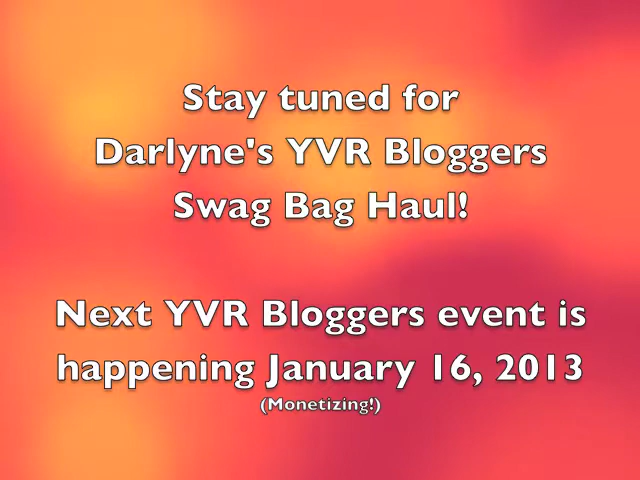 Stay tuned for
Darlyne's YVR Bloggers
Swag Bag Haul!
Next YVR Bloggers event is
happening January 16, 2013
(Monetizing!)